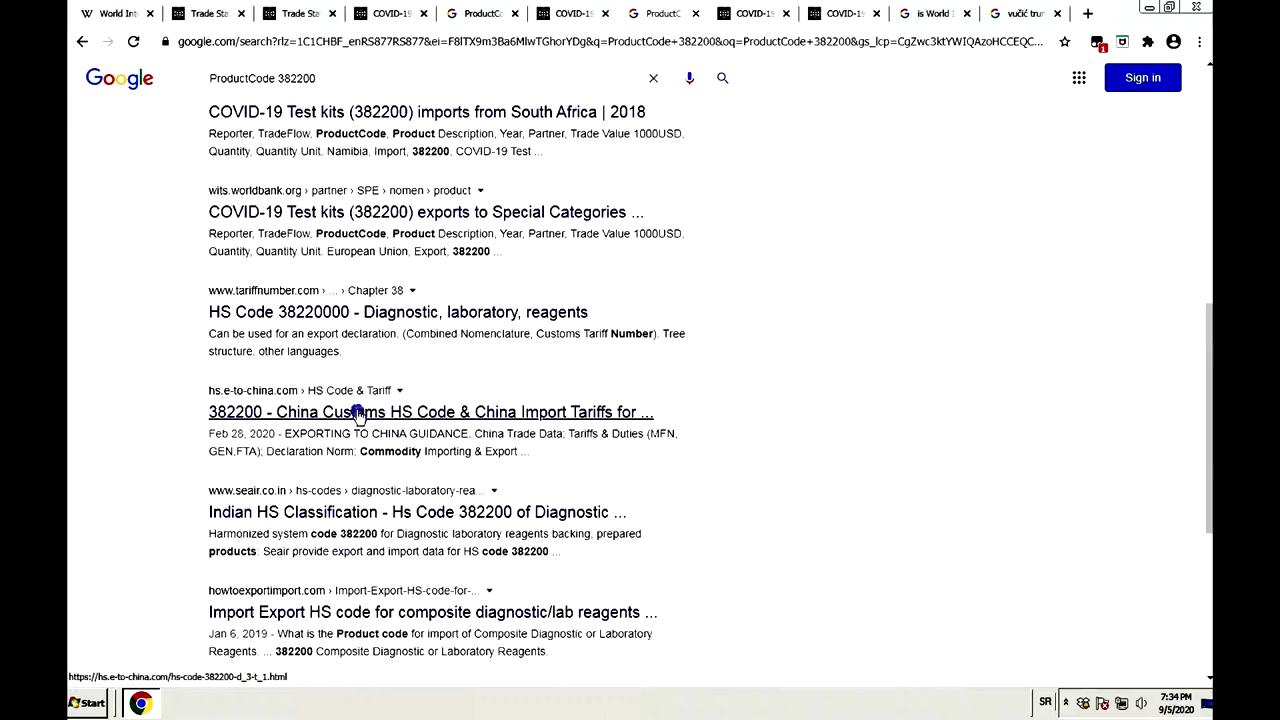 World Int
Trade Sta
Trade Sta
COVID-19
ProductCo
COVID-19
ProductC
COVID-19
COVID-19
is World I
vučić trum
google.com/search?rlz=1C1CHBF_enRS877RS877&ei=F8lTX9m3Ba6MlwTGhorYDg&q=ProductCode+382200&oq=ProductCode+382200&gs_lcp=CgZwc3ktYWIQAzoHCCEQC...
1
Google
ProductCode 382200
Sign in
COVID-19 Test kits (382200) imports from South Africa | 2018
Reporter, TradeFlow, ProductCode, Product Description, Year, Partner, Trade Value 1000USD,
Quantity, Quantity Unit. Namibia, Import, 382200, COVID-19 Test ...
wits.worldbank.org › partner › SPE › nomen › product
COVID-19 Test kits (382200) exports to Special Categories ...
Reporter, TradeFlow, ProductCode, Product Description, Year, Partner, Trade Value 1000USD,
Quantity, Quantity Unit. European Union, Export, 382200 ...
www.tariffnumber.com › ... › Chapter 38
HS Code 38220000 - Diagnostic, laboratory, reagents
Can be used for an export declaration. (Combined Nomenclature, Customs Tariff Number). Tree
structure. other languages.
hs.e-to-china.com › HS Code & Tariff
382200 - China Customs HS Code & China Import Tariffs for ...
Feb 28, 2020 - EXPORTING TO CHINA GUIDANCE. China Trade Data; Tariffs & Duties (MFN,
GEN,FTA); Declaration Norm; Commodity Importing & Export ...
www.seair.co.in › hs-codes › diagnostic-laboratory-rea...
Indian HS Classification - Hs Code 382200 of Diagnostic ...
Harmonized system code 382200 for Diagnostic laboratory reagents backing, prepared
products: Seair provide export and import data for HS code 382200 ...
howtoexportimport.com › Import-Export-HS-code-for-...
Import Export HS code for composite diagnostic/lab reagents ...
Jan 6, 2019 - What is the Product code for import of Composite Diagnostic or Laboratory
Reagents. ... 382200 Composite Diagnostic or Laboratory Reagents.
https://hs.e-to-china.com/hs-code-382200-d_3-t_1.html
Start
SR
7:34 PM
9/5/2020